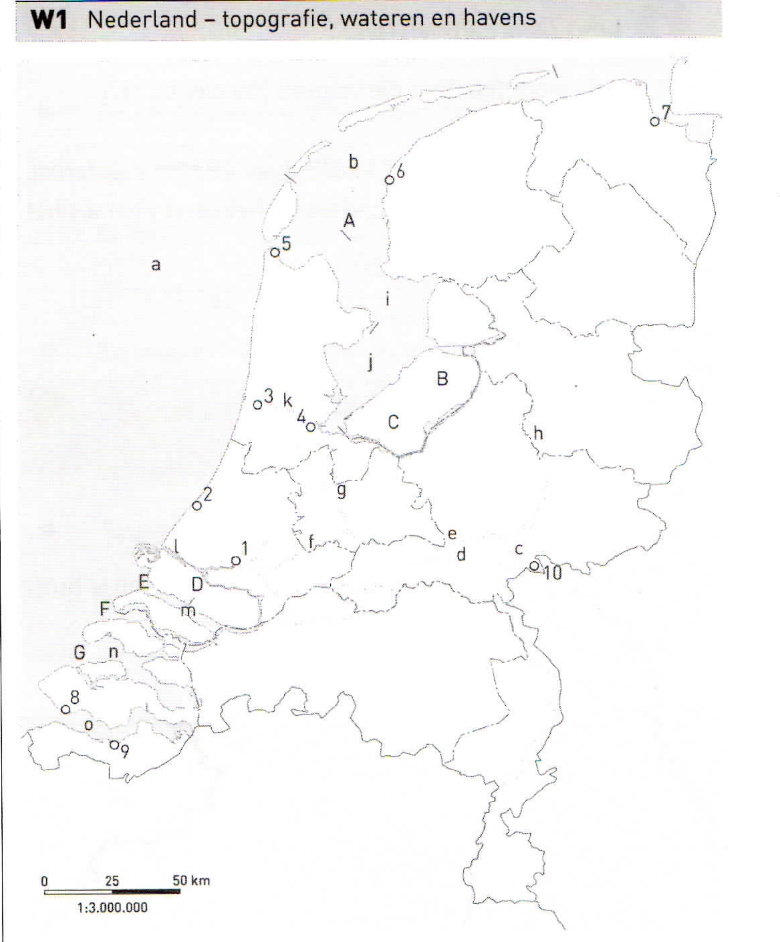 W1 Nederland – topografie, wateren en havens
7
b
6
A
5
a
i
j
B
3 k
4
C
h
g
2
e
l
1
f
d
c
10
E
D
F
m
G
n
8
o
9
0 25 50 km
1:3.000.000